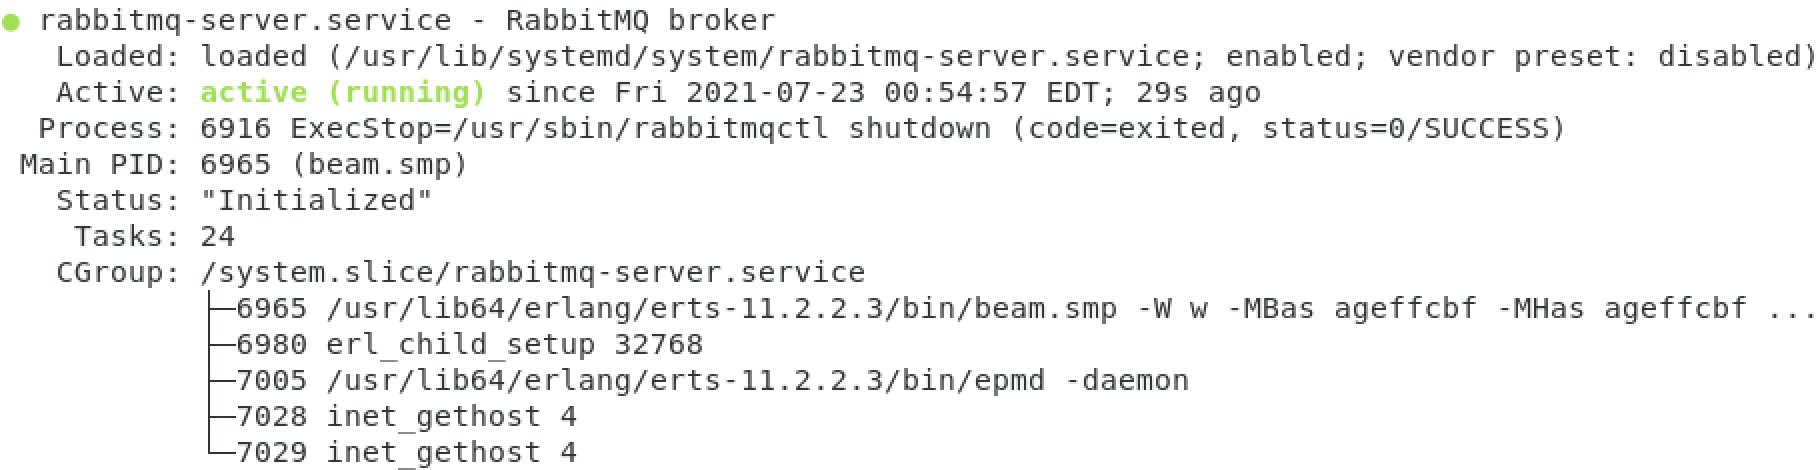 ● rabbitmq-server.service - RabbitMQ broker
   Loaded: loaded (/usr/lib/systemd/system/rabbitmq-server.service; enabled; vendor preset: disabled)
   Active: active (running) since Fri 2021-07-23 00:54:57 EDT; 29s ago
  Process: 6916 ExecStop=/usr/sbin/rabbitmqctl shutdown (code=exited, status=0/SUCCESS)
 Main PID: 6965 (beam.smp)
   Status: "Initialized"
    Tasks: 24
   CGroup: /system.slice/rabbitmq-server.service
           ├─6965 /usr/lib64/erlang/erts-11.2.2.3/bin/beam.smp -W w -MBas ageffcbf -MHas ageffcbf ...
           ├─6980 erl_child_setup 32768
           ├─7005 /usr/lib64/erlang/erts-11.2.2.3/bin/epmd -daemon
           ├─7028 inet_gethost 4
           └─7029 inet_gethost 4